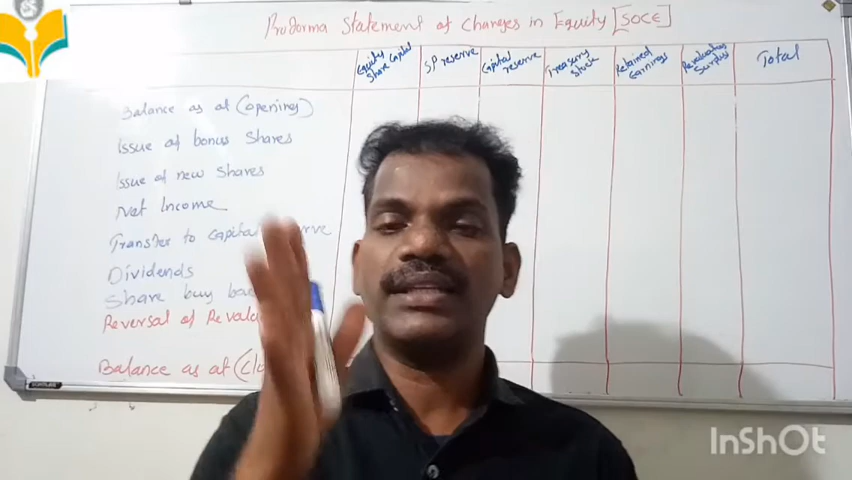 Proforma Statement of Changes in Equity [SOCE]
Equity Share Capital
SP reserve
Capital reserve
Treasury stock
Retained Earnings
Revaluation Surplus
Total
Balance as at (opening)
Issue of bonus Shares
Issue of new Shares
Net Income
Transfer to capital
Dividends
Share buy
Reversal of
Balance as at
InShOt